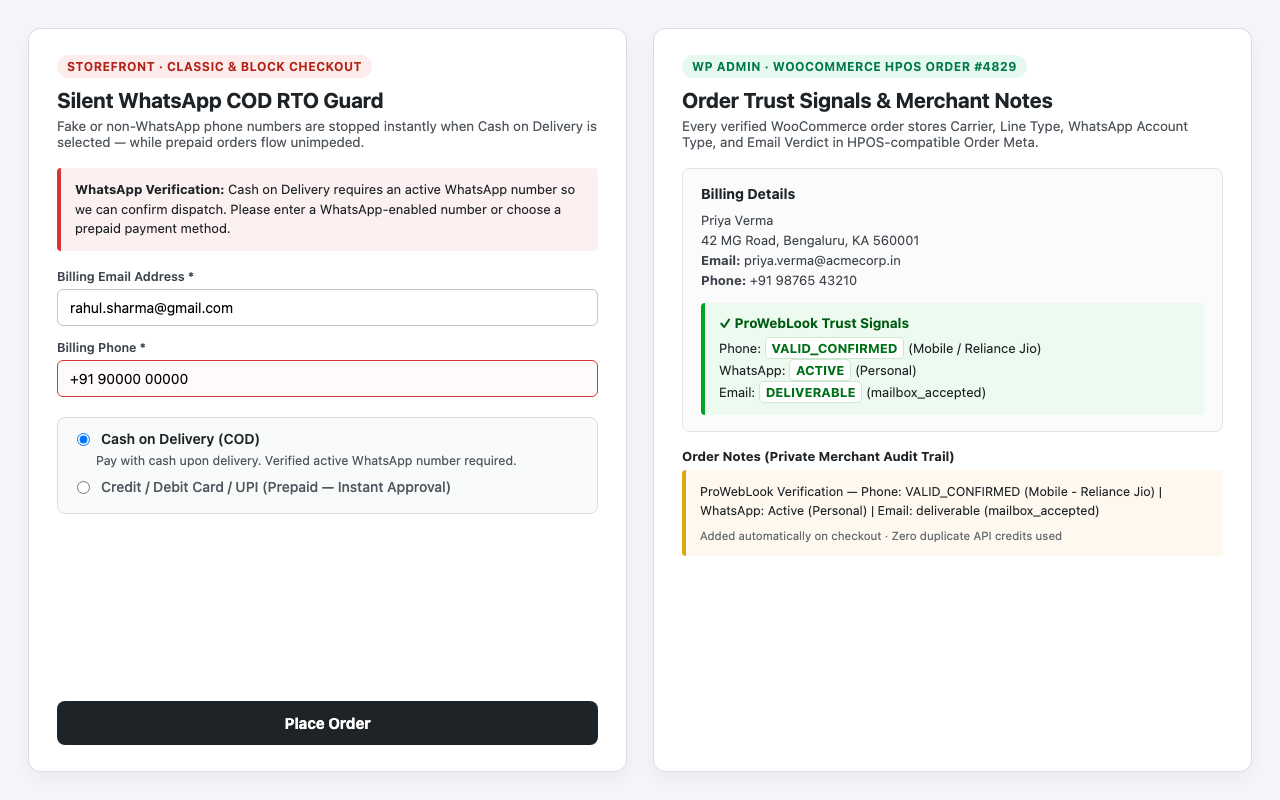 STOREFRONT · CLASSIC & BLOCK CHECKOUT
Silent WhatsApp COD RTO Guard
Fake or non-WhatsApp phone numbers are stopped instantly when Cash on Delivery is
selected — while prepaid orders flow unimpeded.
WhatsApp Verification: Cash on Delivery requires an active WhatsApp number so
we can confirm dispatch. Please enter a WhatsApp-enabled number or choose a
prepaid payment method.
Billing Email Address *
rahul.sharma@gmail.com
Billing Phone *
+91 90000 00000
Cash on Delivery (COD)
Pay with cash upon delivery. Verified active WhatsApp number required.
Credit / Debit Card / UPI (Prepaid — Instant Approval)
Place Order
WP ADMIN · WOOCOMMERCE HPOS ORDER #4829
Order Trust Signals & Merchant Notes
Every verified WooCommerce order stores Carrier, Line Type, WhatsApp Account
Type, and Email Verdict in HPOS-compatible Order Meta.
Billing Details
Priya Verma
42 MG Road, Bengaluru, KA 560001
Email: priya.verma@acmecorp.in
Phone: +91 98765 43210
✓ ProWebLook Trust Signals
Phone: VALID_CONFIRMED (Mobile / Reliance Jio)
WhatsApp: ACTIVE (Personal)
Email: DELIVERABLE (mailbox_accepted)
Order Notes (Private Merchant Audit Trail)
ProWebLook Verification — Phone: VALID_CONFIRMED (Mobile - Reliance Jio) |
WhatsApp: Active (Personal) | Email: deliverable (mailbox_accepted)
Added automatically on checkout · Zero duplicate API credits used